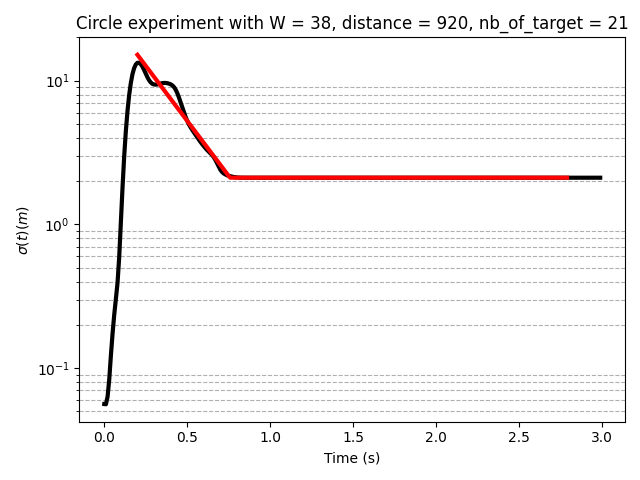 Circle experiment with W = 38, distance = 920, nb_of_target = 21
10¹
10⁰
10⁻¹
σ(t)(m)
0.0 0.5 1.0 1.5 2.0 2.5 3.0
Time (s)